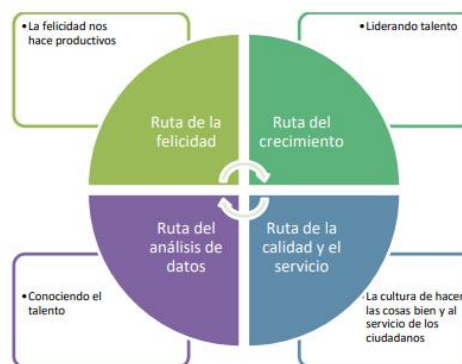 •La felicidad nos
hace productivos
•Liderando talento
Ruta de la
felicidad
Ruta del
crecimiento
Ruta del
análisis de
datos
Ruta de la
calidad y el
servicio
•Conociendo el
talento
•La cultura de hacer
las cosas bien y al
servicio de los
ciudadanos